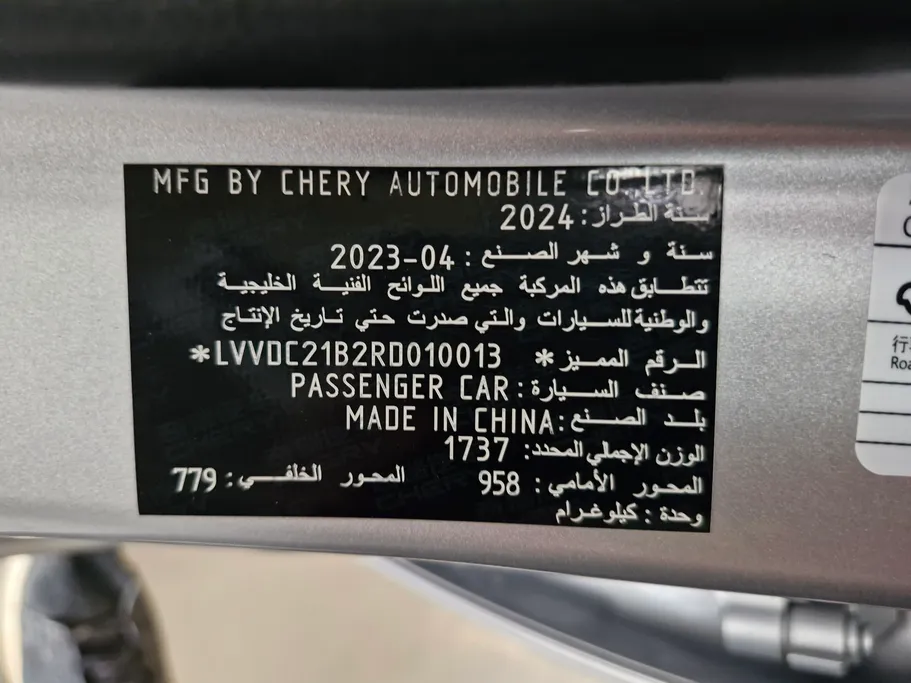 MFG BY CHERY AUTOMOBILE CO.,LTD.
سنة الطراز: 2024
سنة و شهر الصنع : 2023-04
تتطابق هذه المركبة جميع اللوائح الفنية الخليجية
والوطنية للسيارات والتي صدرت حتي تاريخ الإنتاج
الرقم المميز *LVVDC21B2RD010013*
صنف السيارة : PASSENGER CAR
بلد الصنع: MADE IN CHINA
الوزن الإجمالي المحدد: 1737
المحور الأمامي : 958 المحور الخلفي : 779
وحدة : كيلوغرام
行
Roa